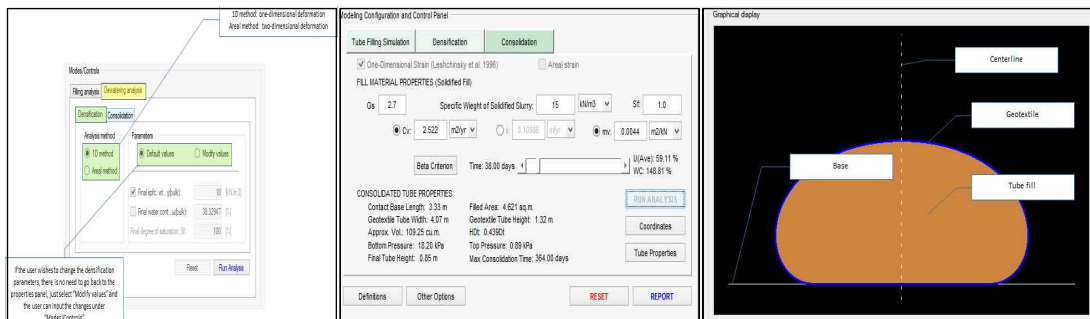 1D method: one-dimensional deformation
Areal method: two-dimensional deformation
Modes/Controls
Filling analysis
Dewatering analysis
Densification
Consolidation
Analysis method
Parameters
1D method
Areal method
Default values
Modify values
Final spfc. wt., γ(bulk):
18
[kN/m3]
Final water cont., ω(bulk):
38.32947
[%]
Final degree of saturation, Sf:
100
[%]
Reset
Run Analysis
If the user wishes to change the densification
parameters, there is no need to go back to the
properties panel, just select "Modify values" and
the user can input the changes under
"Modes/Controls"
Modeling Configuration and Control Panel
Tube Filling Simulation
Densification
Consolidation
One-Dimensional Strain (Leshchinsky et al. 1996)
Areal strain
FILL MATERIAL PROPERTIES (Solidified Fill)
Gs
2.7
Specific Wieght of Solidified Slurry:
15
kN/m3
Sf:
1.0
Cv:
2.522
m2/yr
k:
0.10886
m/yr
mv:
0.0044
m2/kN
Beta Criterion
Time: 38.00 days
U(Ave): 59.11 %
WC: 148.81 %
CONSOLIDATED TUBE PROPERTIES
Contact Base Length: 3.33 m
Filled Area: 4.621 sq.m.
Geotextile Tube Width: 4.07 m
Geotextile Tube Height: 1.32 m
Approx. Vol.: 109.25 cu.m.
HDt: 0.439Dt
Bottom Pressure: 18.20 kPa
Top Pressure: 0.89 kPa
Final Tube Height: 0.85 m
Max Consolidation Time: 364.00 days
RUN ANALYSIS
Coordinates
Tube Properties
Definitions
Other Options
RESET
REPORT
Graphical display
Centerline
Geotextile
Base
Tube fill